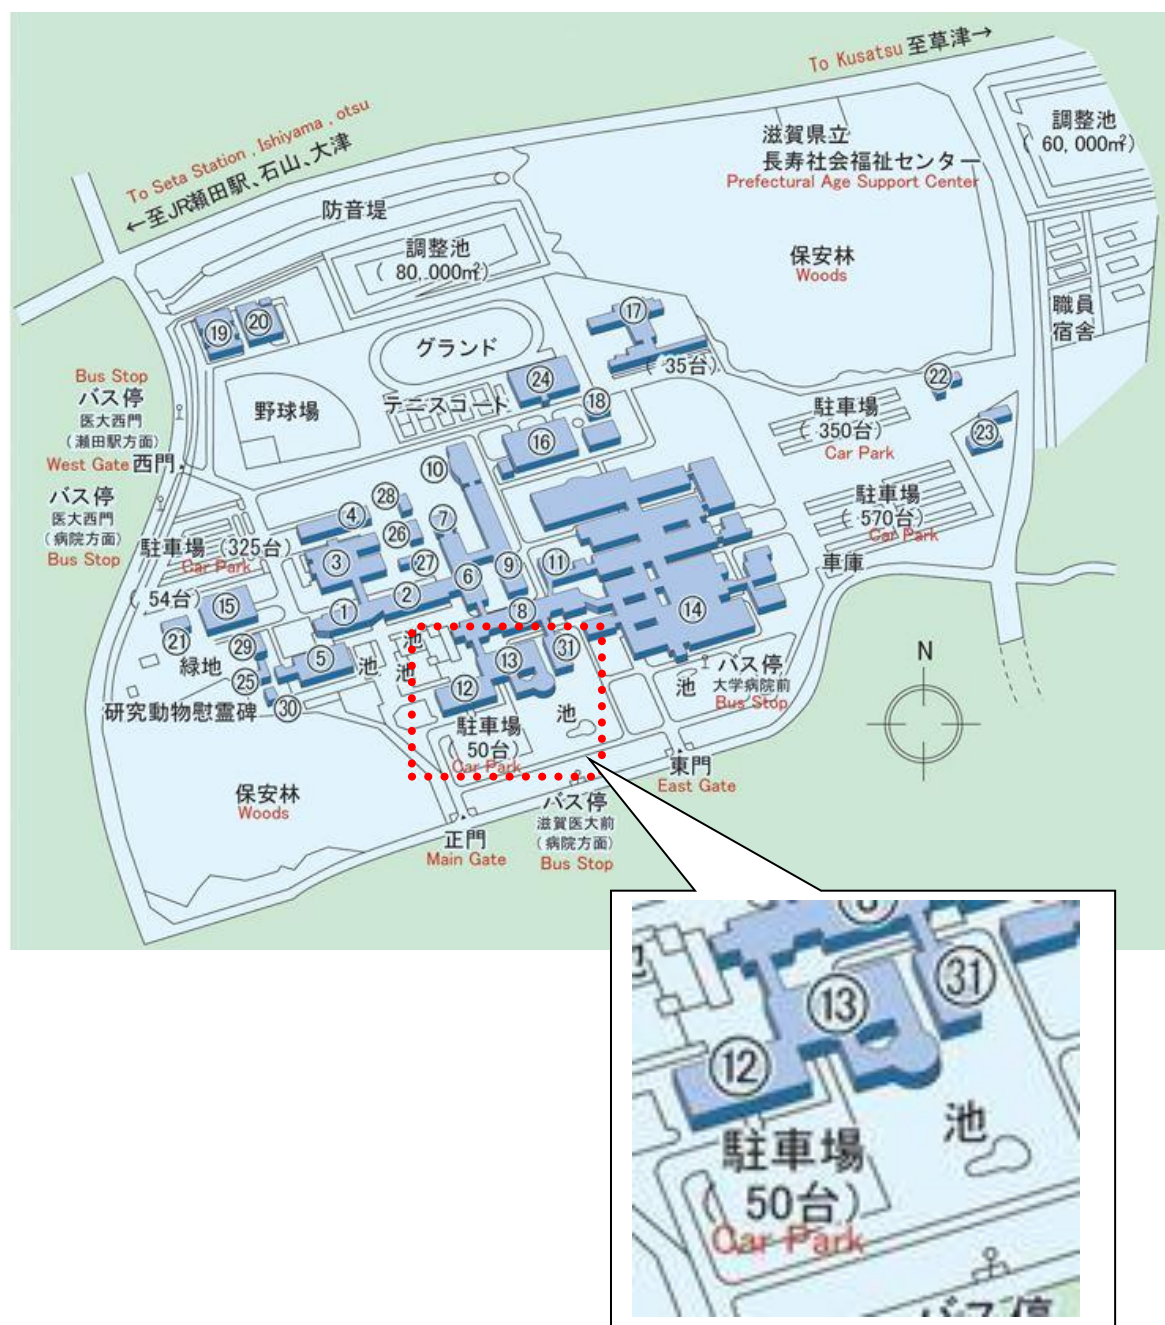 To Kusatsu 至草津→
To Seta Station , Ishiyama , otsu
←至JR瀬田駅、石山、大津
調整池
( 60,000㎡)
滋賀県立
長寿社会福祉センター
Prefectural Age Support Center
防音堤
調整池
( 80,000㎡)
保安林
Woods
職員
宿舎
⑰
⑲
⑳
グランド
( 35台)
㉔
㉒
Bus Stop
バス停
医大西門
(瀬田駅方面)
West Gate 西門
野球場
テニスコート
⑱
駐車場
( 350台)
Car Park
㉓
⑯
⑩
バス停
医大西門
(病院方面)
Bus Stop
㉘
④
⑦
㉖
駐車場
( 570台)
Car Park
駐車場 (325台)
Car Park
③
㉗
⑥
⑨
⑪
車庫
( 54台)
⑮
①
②
⑧
⑭
㉑
㉙
緑地
⑤
池
池
池
⑬
㉛
N
㉕
㉚
研究動物慰霊碑
⑫
池
池
バス停
大学病院前
Bus Stop
駐車場
( 50台)
Car Park
東門
East Gate
保安林
Woods
正門
Main Gate
バス停
滋賀医大前
(病院方面)
Bus Stop
池
⑧
㉛
⑬
⑫
池
駐車場
( 50台)
Car Park
バス停